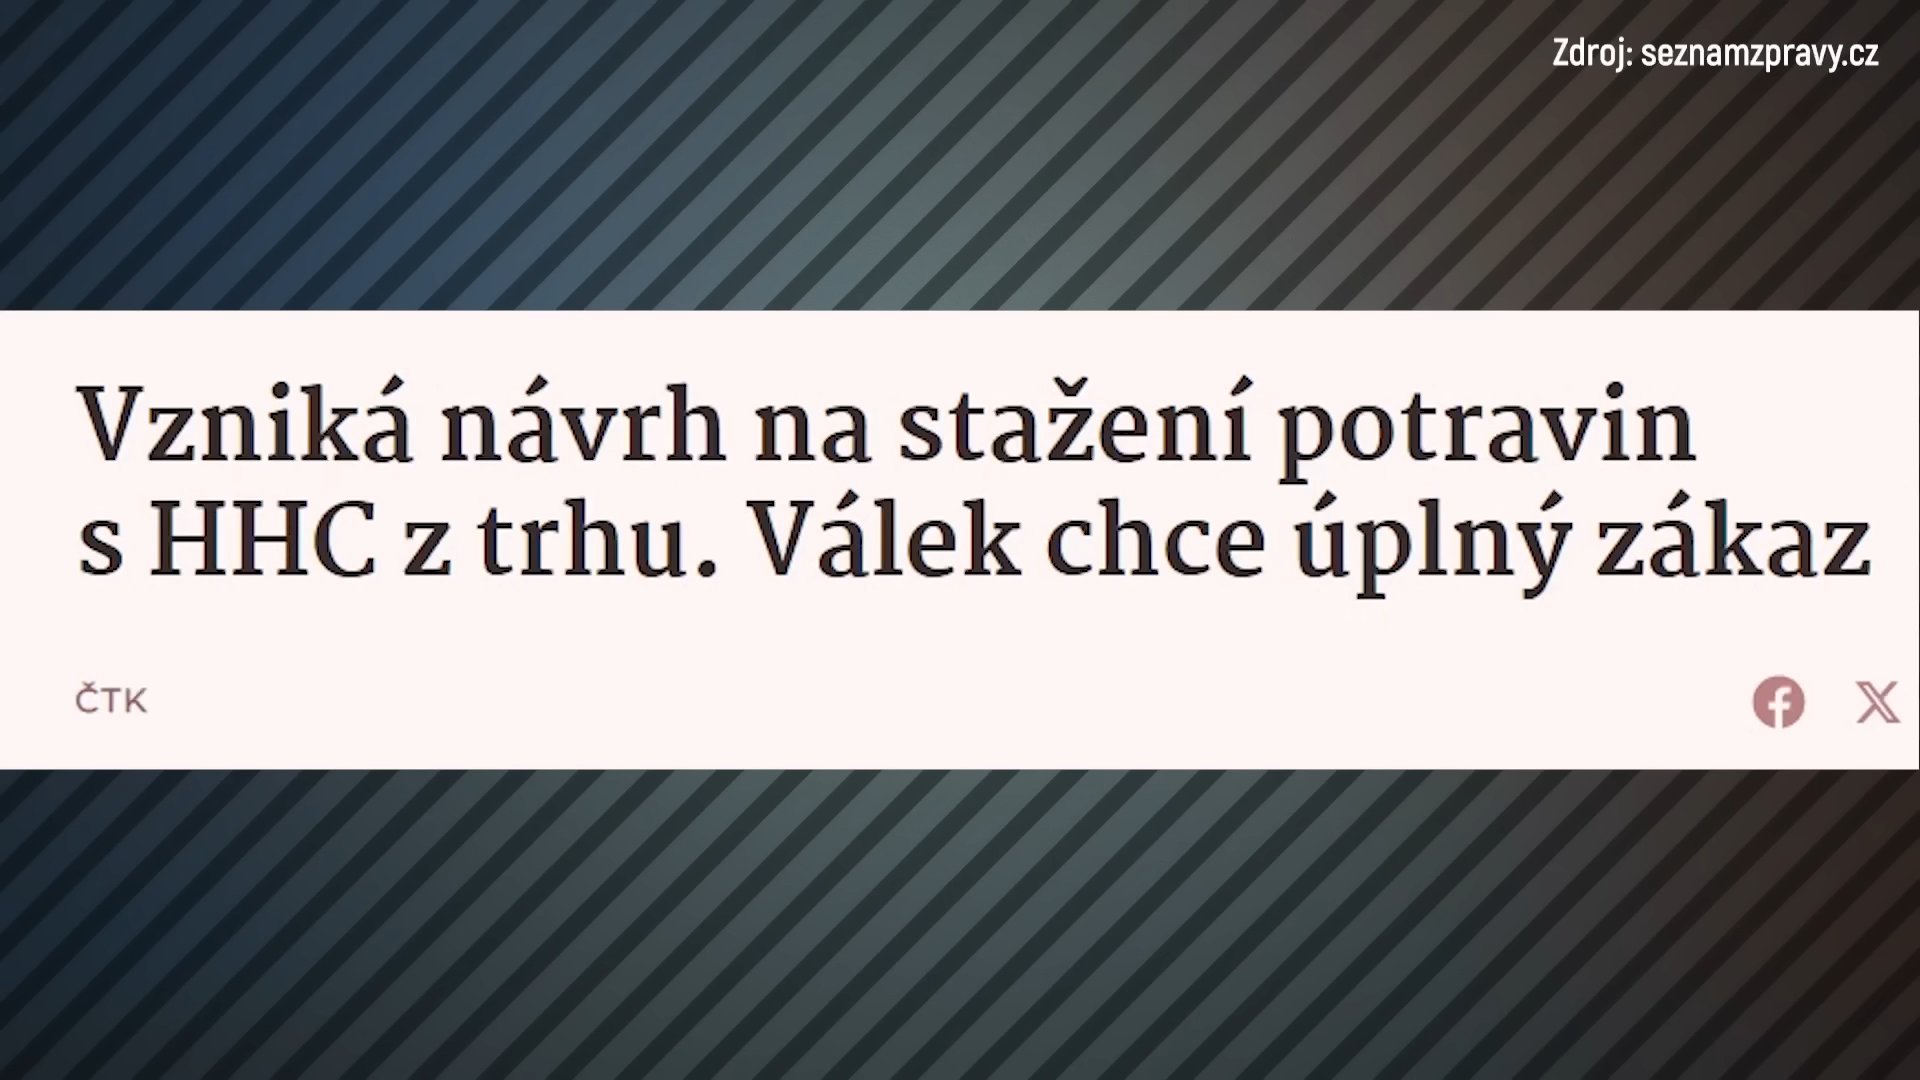 Zdroj: seznamzpravy.cz
Vzniká návrh na stažení potravin
s HHC z trhu. Válek chce úplný zákaz
ČTK